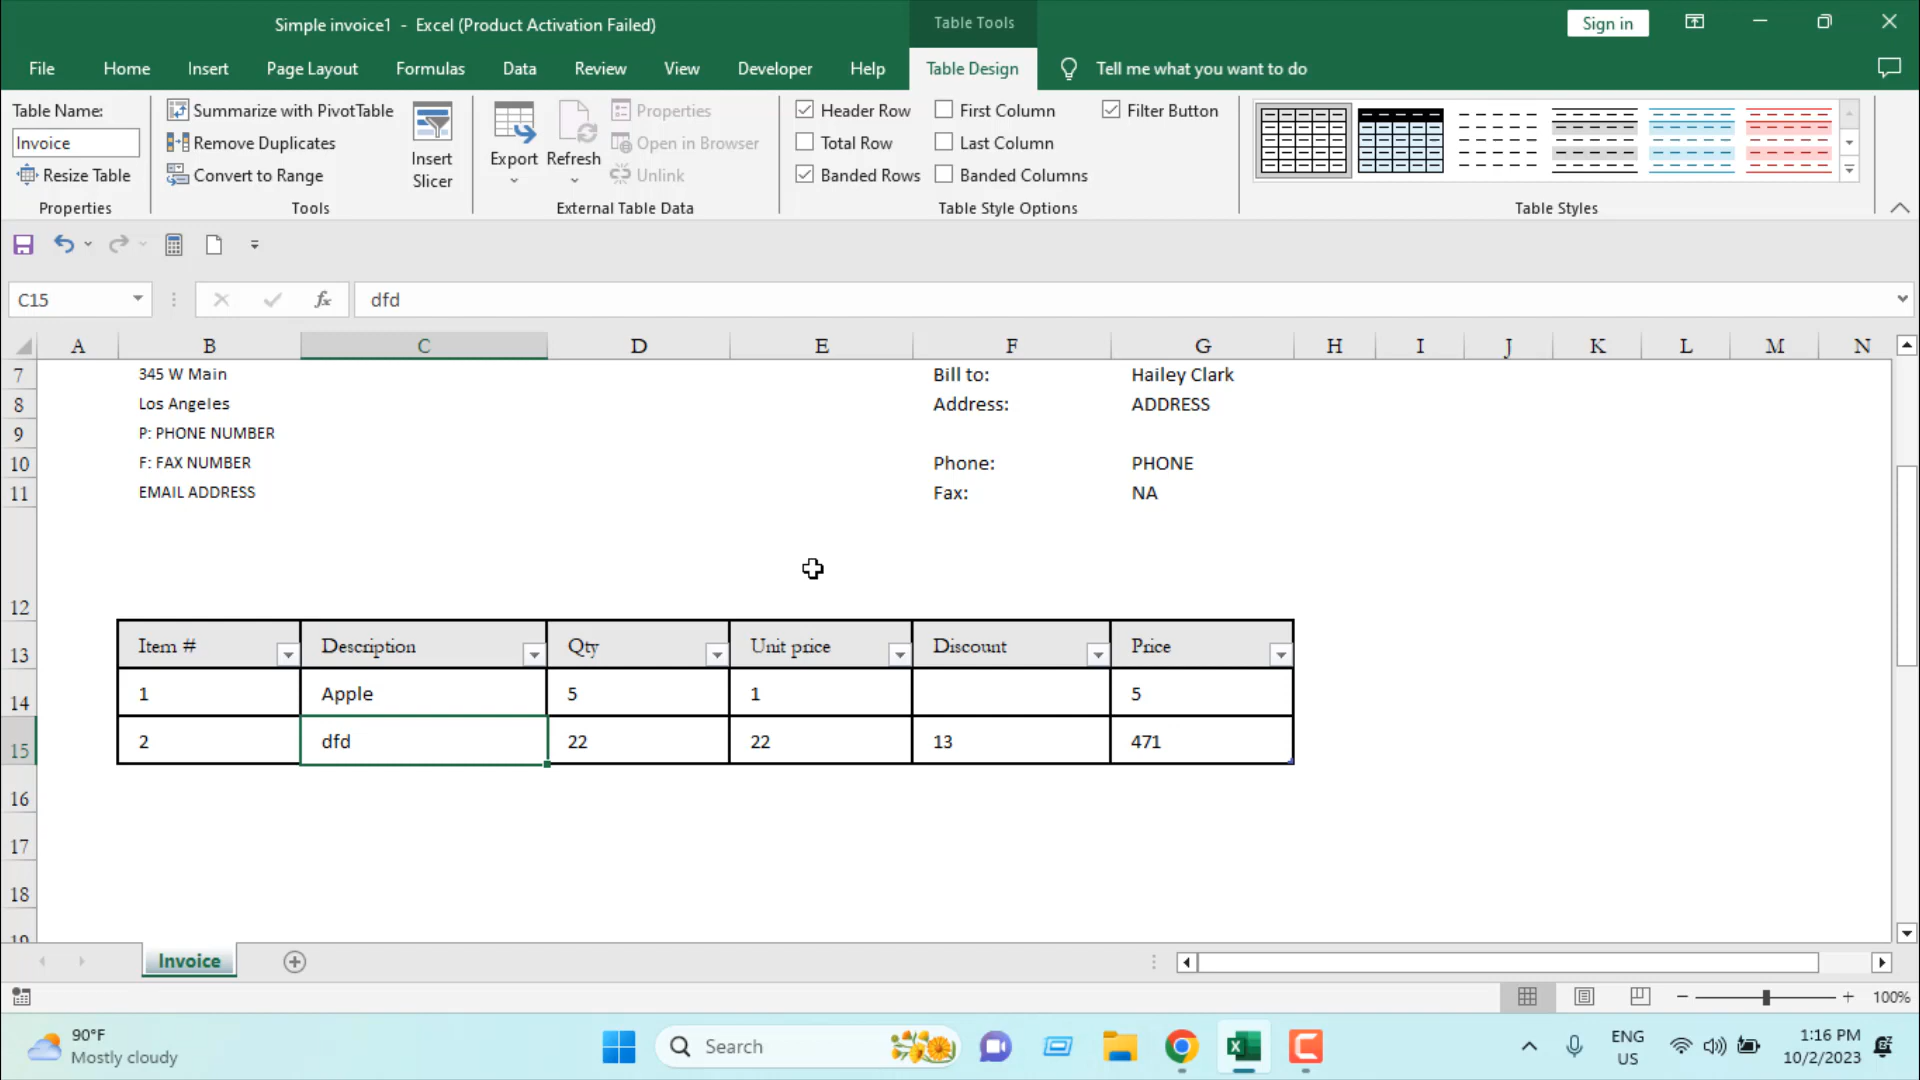 Simple invoice1 - Excel (Product Activation Failed)
Table Tools
Sign in
File Home Insert Page Layout Formulas Data Review View Developer Help Table Design Tell me what you want to do
Table Name:
Invoice
Resize Table
Properties
Summarize with PivotTable
Remove Duplicates
Convert to Range
Insert
Slicer
Tools
Export
Refresh
Properties
Open in Browser
Unlink
External Table Data
Header Row
Total Row
Banded Rows
First Column
Last Column
Banded Columns
Filter Button
Table Style Options
Table Styles
C15 fx dfd
A B C D E F G H I J K L M N
7 345 W Main Bill to: Hailey Clark
8 Los Angeles Address: ADDRESS
9 P: PHONE NUMBER
10 F: FAX NUMBER Phone: PHONE
11 EMAIL ADDRESS Fax: NA
12
13 Item # Description Qty Unit price Discount Price
14 1 Apple 5 1 5
15 2 dfd 22 22 13 471
16
17
18
19
Invoice
100%
90°F
Mostly cloudy
Search
ENG
US
1:16 PM
10/2/2023